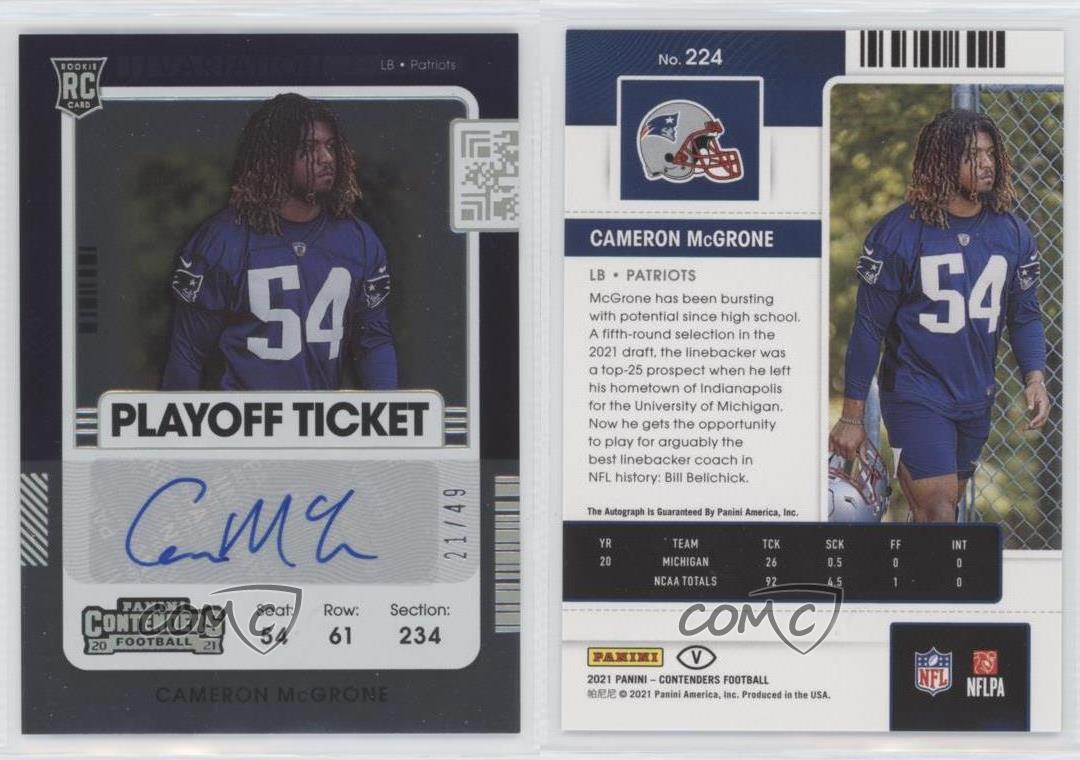 ROOKIE
RC
CARD
LB • Patriots
54
PLAYOFF TICKET
21/49
PANINI
CONTENDERS
20 FOOTBALL 21
Seat: Row: Section:
54 61 234
CAMERON McGRONE
COMC
No. 224
CAMERON McGRONE
LB • PATRIOTS
McGrone has been bursting
with potential since high school.
A fifth-round selection in the
2021 draft, the linebacker was
a top-25 prospect when he left
his hometown of Indianapolis
for the University of Michigan.
Now he gets the opportunity
to play for arguably the
best linebacker coach in
NFL history: Bill Belichick.
The Autograph is Guaranteed By Panini America, Inc.
54
YR TEAM TCK SCK FF INT
20 MICHIGAN 26 0.5 0 0
NCAA TOTALS 92 4.5 1 0
COMC
PANINI V
2021 PANINI – CONTENDERS FOOTBALL
帕尼尼 © 2021 Panini America, Inc. Produced in the USA.
NFL NFLPA